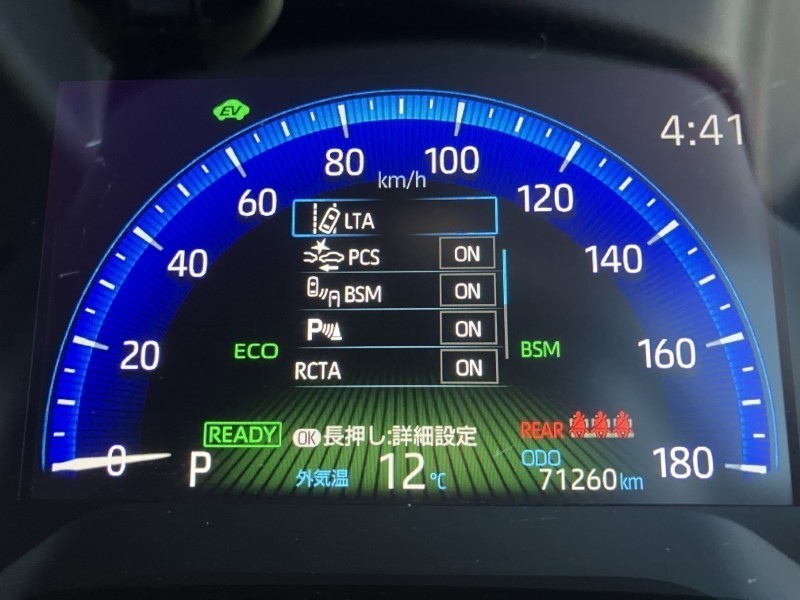 EV
4:41
80
100
km/h
60
120
LTA
40
PCS ON
140
BSM ON
P ON
20
ECO
BSM
160
RCTA ON
READY
OK 長押し:詳細設定
REAR
0
P
外気温 12℃
ODO
71260km
180